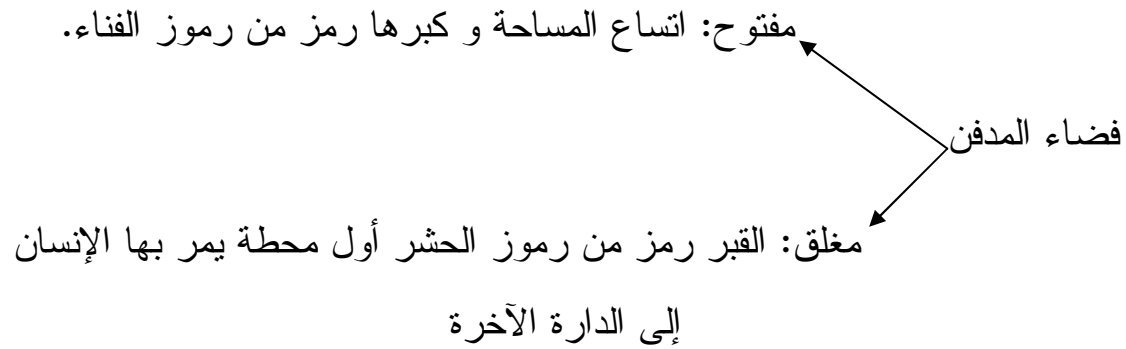 مفتوح: اتساع المساحة و كبرها رمز من رموز الفناء.
فضاء المدفن
مغلق: القبر رمز من رموز الحشر أول محطة يمر بها الإنسان
إلى الدارة الآخرة